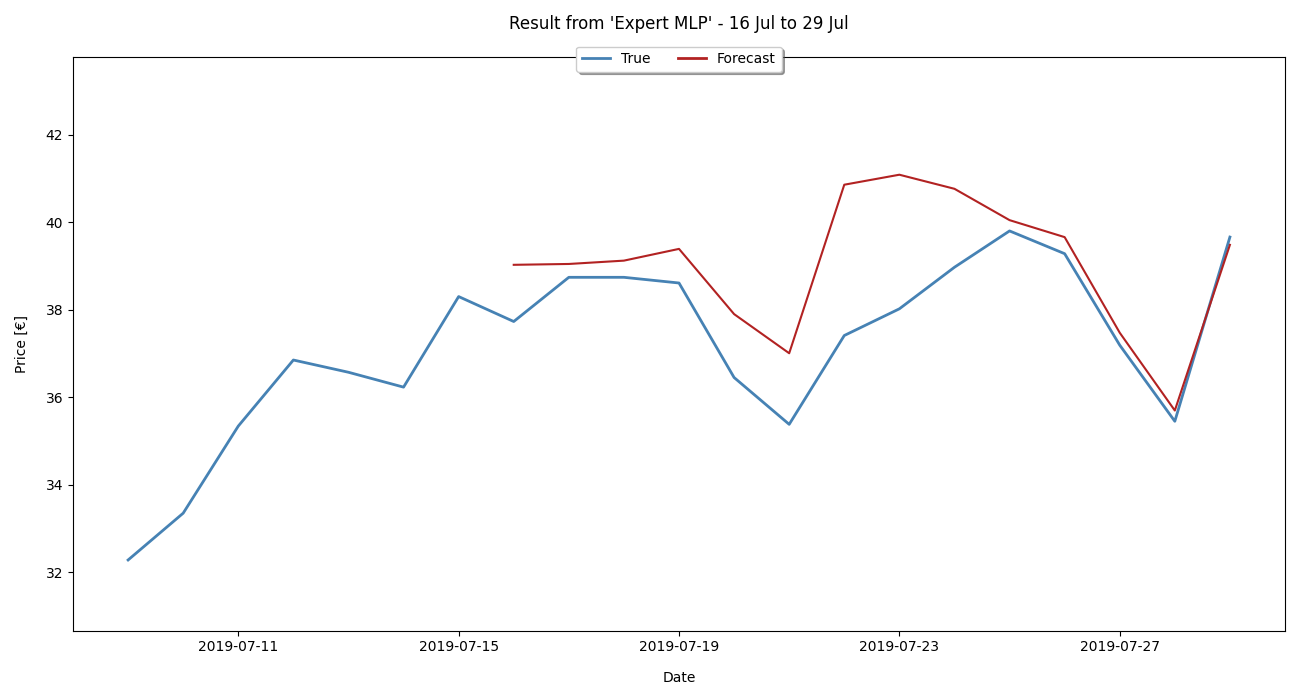 Result from 'Expert MLP' - 16 Jul to 29 Jul
True Forecast
42
40
38
36
34
32
Price [€]
2019-07-11 2019-07-15 2019-07-19 2019-07-23 2019-07-27
Date